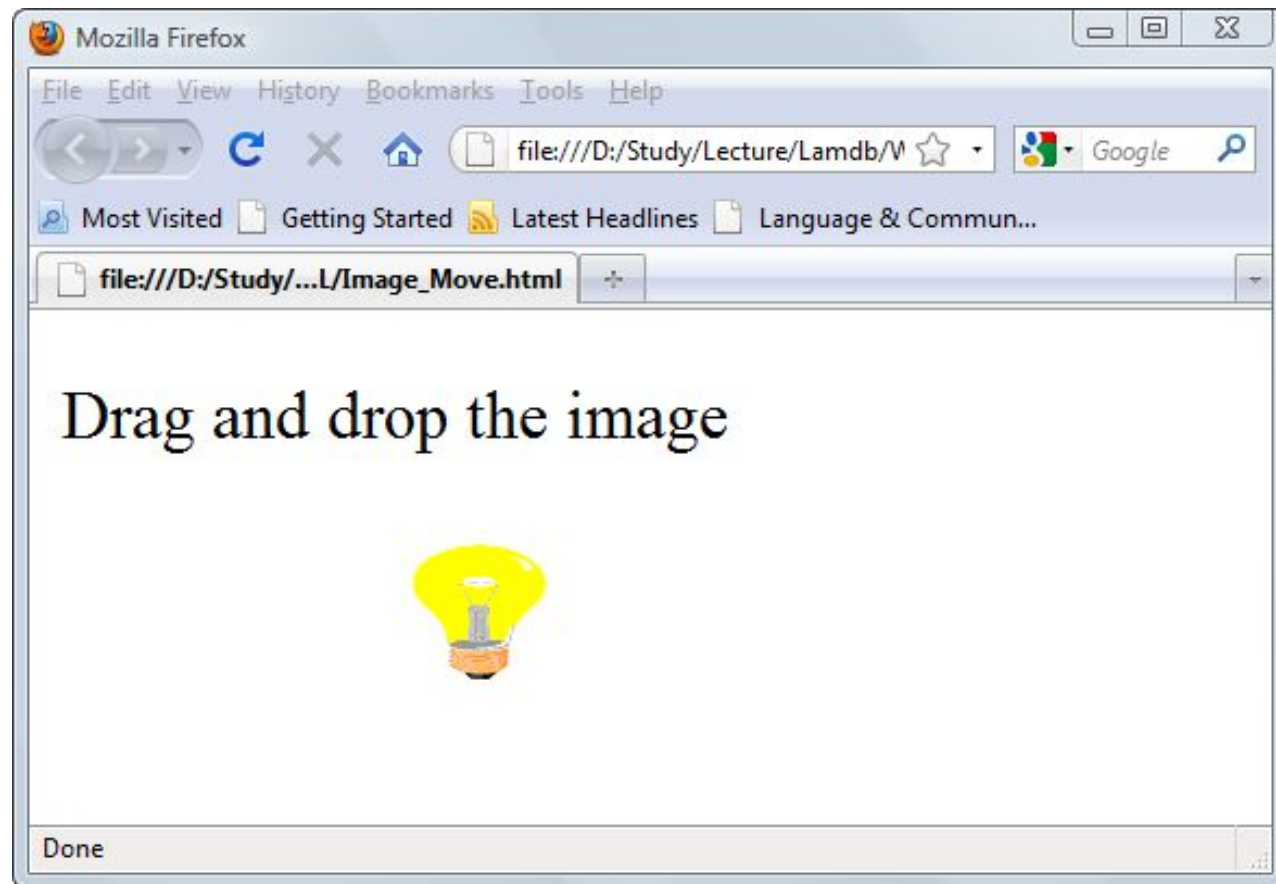 Mozilla Firefox
File Edit View History Bookmarks Tools Help
file:///D:/Study/Lecture/Lamdb/W Google
Most Visited Getting Started Latest Headlines Language & Commun...
file:///D:/Study/...L/Image_Move.html
Drag and drop the image
Done